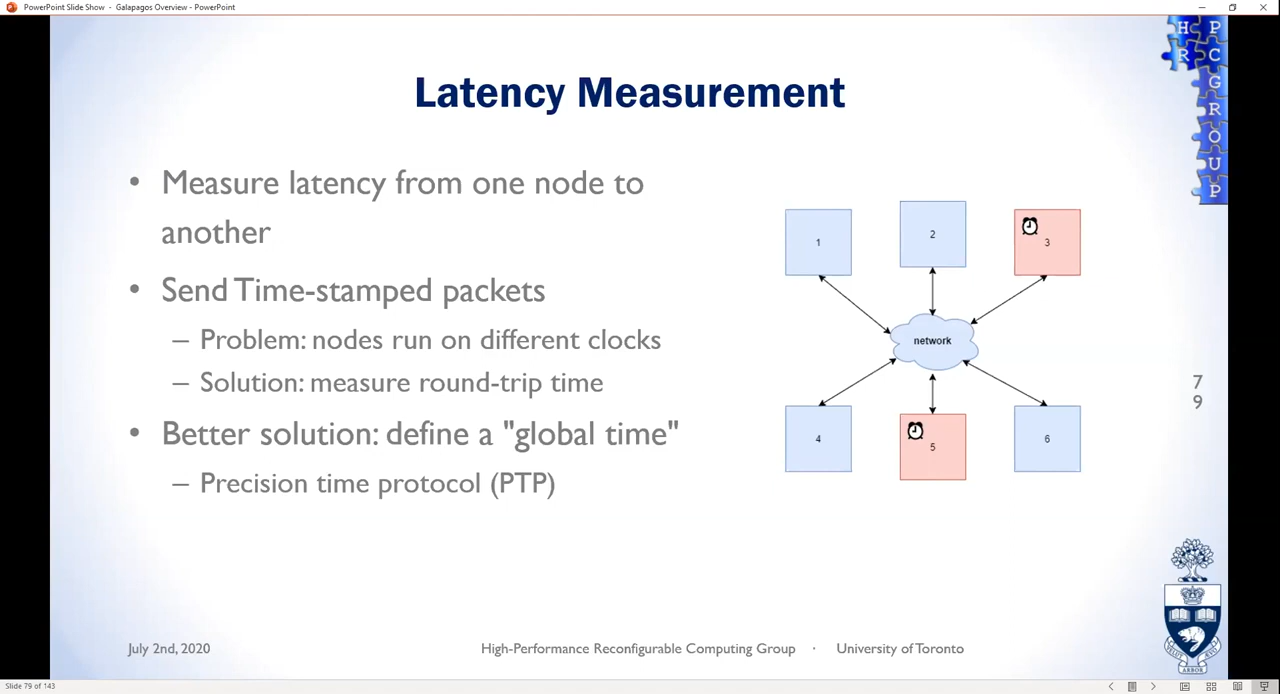 PowerPoint Slide Show - Galapagos Overview - PowerPoint
H P
R C
G
R
O
U
P
Latency Measurement
• Measure latency from one node to
another
• Send Time-stamped packets
– Problem: nodes run on different clocks
– Solution: measure round-trip time
• Better solution: define a "global time"
– Precision time protocol (PTP)
1
2
3
network
4
5
6
7
9
July 2nd, 2020
High-Performance Reconfigurable Computing Group · University of Toronto
Slide 79 of 143